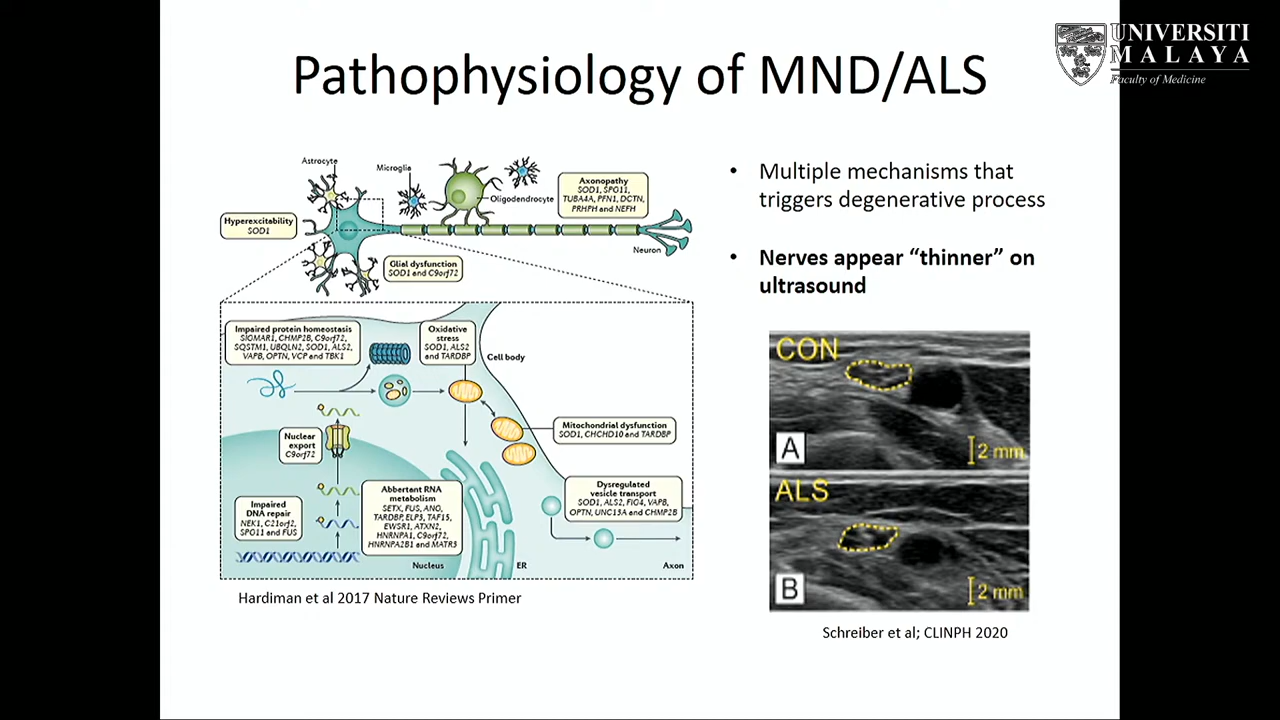 UNIVERSITI
MALAYA
Faculty of Medicine
Pathophysiology of MND/ALS
Astrocyte
Microglia
Oligodendrocyte
Axonopathy
SOD1, SPG11,
TUBA4A, PFN1, DCTN,
PRHPH and NEFH
Hyperexcitability
SOD1
Neuron
Glial dysfunction
SOD1 and C9orf72
Impaired protein homeostasis
SIGMAR1, CHMP2B, C9orf72,
SQSTM1, UBQLN2, SOD1, ALS2,
VAPB, OPTN, VCP and TBK1
Oxidative
stress
SOD1, ALS2
and TARDBP
Cell body
Mitochondrial dysfunction
SOD1, CHCHD10 and TARDBP
Nuclear
export
C9orf72
Dysregulated
vesicle transport
SOD1, ALS2, FIG4, VAPB,
OPTN, UNC13A and CHMP2B
Impaired
DNA repair
NEK1, C21orf2,
SPG11 and FUS
Abbertant RNA
metabolism
SETX, FUS, ANG,
TARDBP, ELP3, TAF15,
EWSR1, ATXN2,
HNRNPA1, C9orf72,
HNRNPA2B1 and MATR3
Nucleus
ER
Axon
Hardiman et al 2017 Nature Reviews Primer
• Multiple mechanisms that
triggers degenerative process
• Nerves appear “thinner” on
ultrasound
CON
A
2 mm
ALS
B
2 mm
Schreiber et al; CLINPH 2020